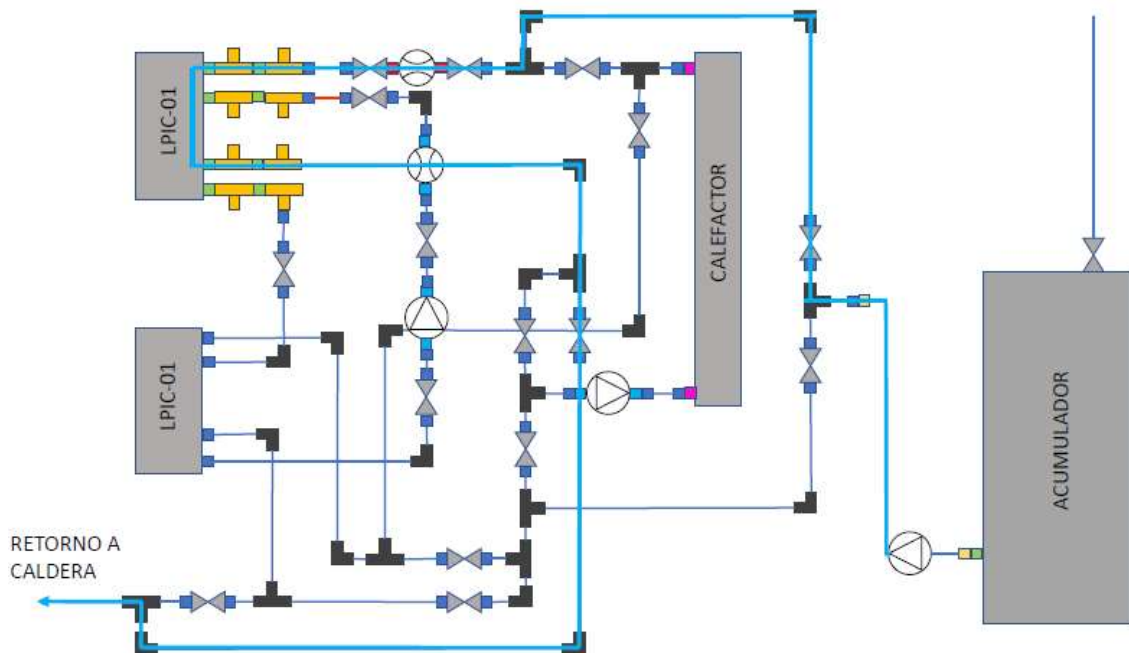 LPIC-01
CALEFACTOR
LPIC-01
ACUMULADOR
RETORNO A
CALDERA